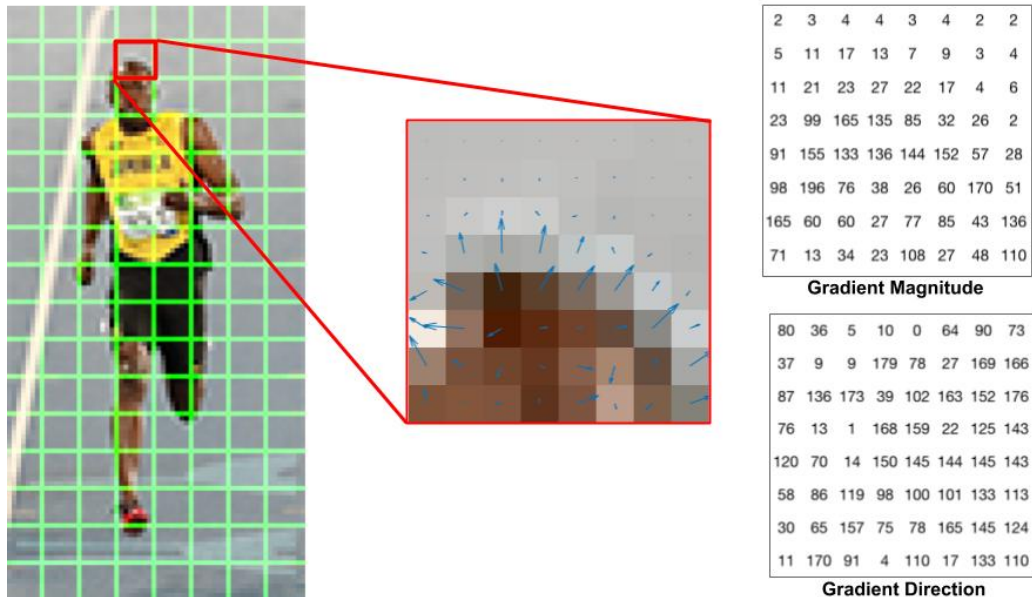 2 3 4 4 3 4 2 2
5 11 17 13 7 9 3 4
11 21 23 27 22 17 4 6
23 99 165 135 85 32 26 2
91 155 133 136 144 152 57 28
98 196 76 38 26 60 170 51
165 60 60 27 77 85 43 136
71 13 34 23 108 27 48 110
Gradient Magnitude
80 36 5 10 0 64 90 73
37 9 9 179 78 27 169 166
87 136 173 39 102 163 152 176
76 13 1 168 159 22 125 143
120 70 14 150 145 144 145 143
58 86 119 98 100 101 133 113
30 65 157 75 78 165 145 124
11 170 91 4 110 17 133 110
Gradient Direction